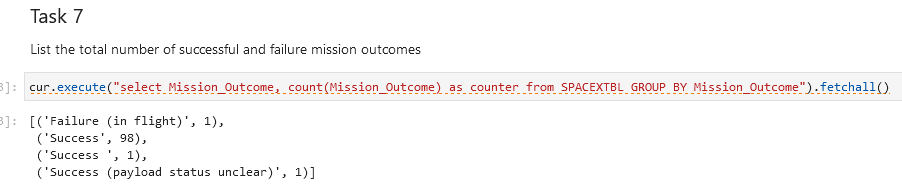 Task 7
List the total number of successful and failure mission outcomes
3]: cur.execute("select Mission_Outcome, count(Mission_Outcome) as counter from SPACEXTBL GROUP BY Mission_Outcome").fetchall()
3]: [('Failure (in flight)', 1),
('Success', 98),
('Success ', 1),
('Success (payload status unclear)', 1)]